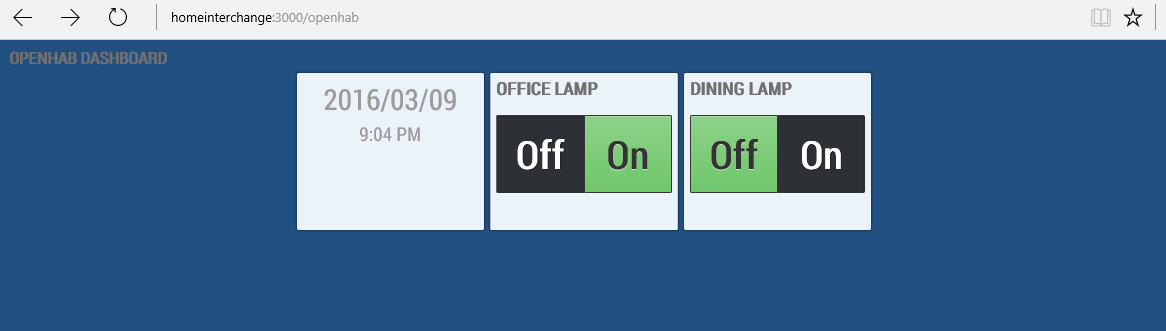 homeinterchange:3000/openhab
OPENHAB DASHBOARD
2016/03/09
9:04 PM
OFFICE LAMP
Off On
DINING LAMP
Off On